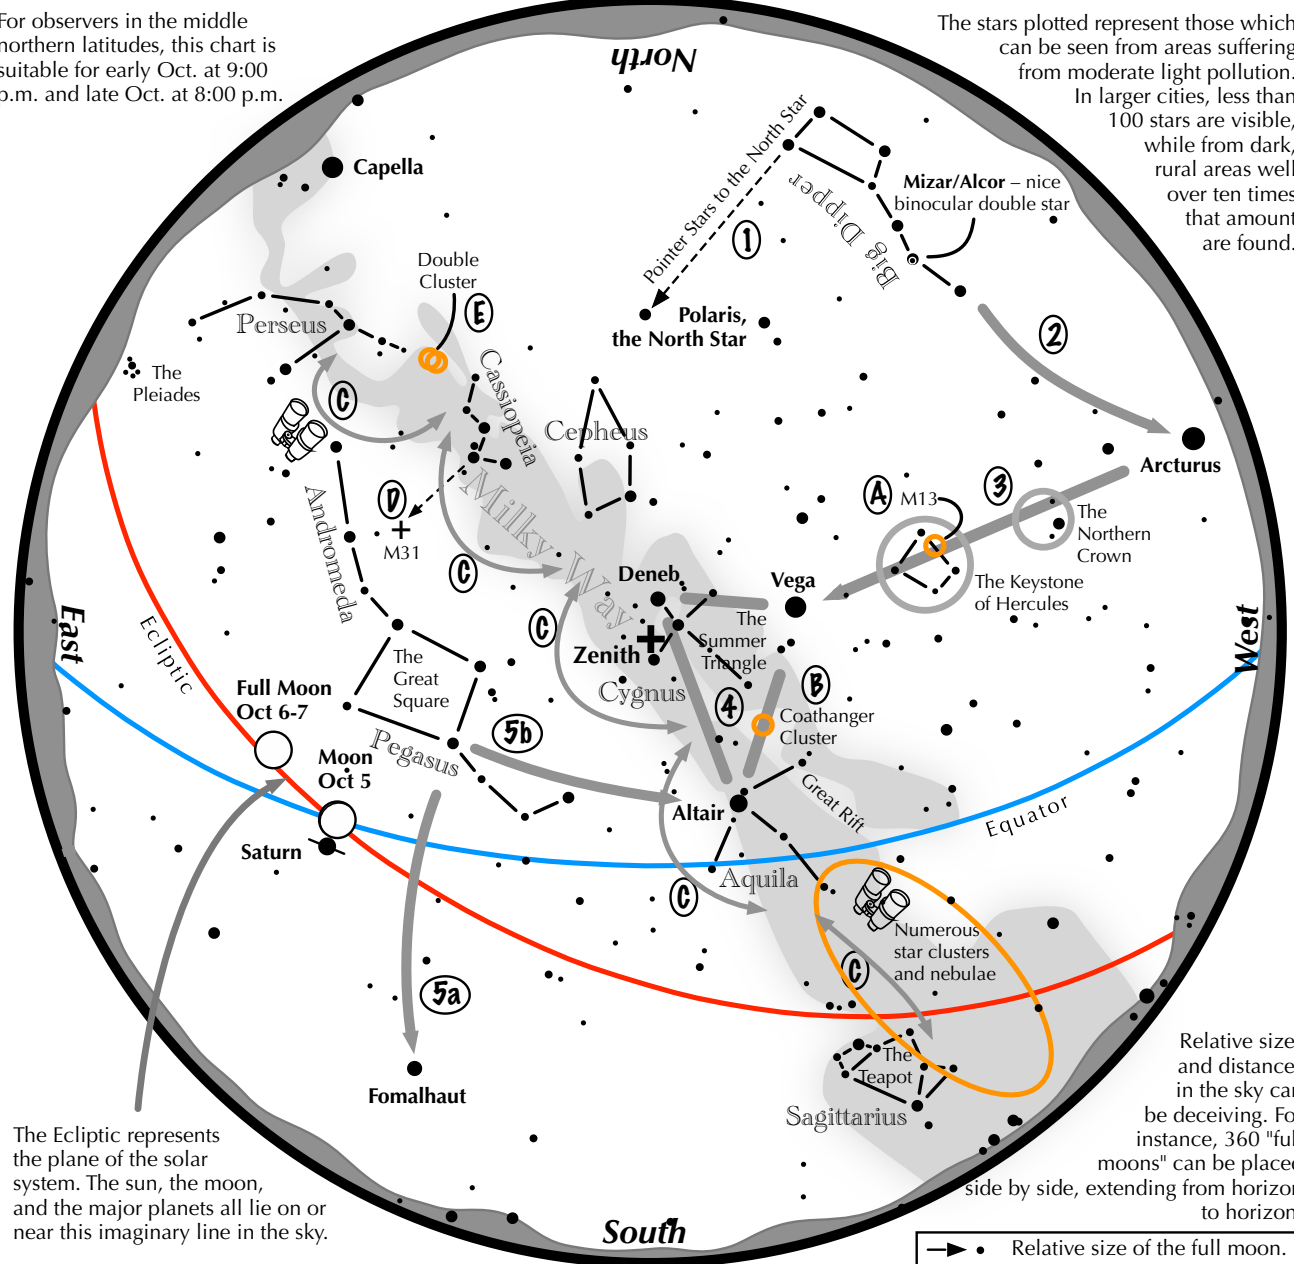 For observers in the middle
northern latitudes, this chart is
suitable for early Oct. at 9:00
p.m. and late Oct. at 8:00 p.m.
North
The stars plotted represent those which
can be seen from areas suffering
from moderate light pollution.
In larger cities, less than
100 stars are visible,
while from dark,
rural areas well
over ten times
that amount
are found.
Capella
Pointer Stars to the North Star
1
Big Dipper
Mizar/Alcor – nice
binocular double star
Double
Cluster
E
Perseus
Polaris,
the North Star
2
The
Pleiades
C
Cassiopeia
Cepheus
Arcturus
Andromeda
D
M31
Milky Way
A
M13
3
The
Northern
Crown
The Keystone
of Hercules
C
Deneb
Vega
C
The
Summer
Triangle
Zenith
Cygnus
East
West
Ecliptic
The
Great
Square
Full Moon
Oct 6-7
Moon
Oct 5
Pegasus
5b
4
B
Coathanger
Cluster
Great Rift
Altair
Equator
Saturn
Aquila
C
Numerous
star clusters
and nebulae
C
5a
Fomalhaut
The
Teapot
Sagittarius
The Ecliptic represents
the plane of the solar
system. The sun, the moon,
and the major planets all lie on or
near this imaginary line in the sky.
Relative size
and distance
in the sky can
be deceiving. Fo
instance, 360 "ful
moons" can be placed
side by side, extending from horizon
to horizon
South
Relative size of the full moon.